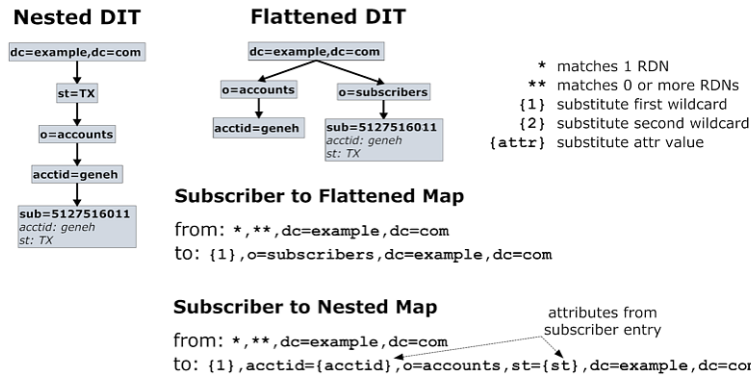 Nested DIT
dc=example,dc=com
st=TX
o=accounts
acctid=geneh
sub=5127516011
acctid: geneh
st: TX
Flattened DIT
dc=example,dc=com
o=accounts
o=subscribers
acctid=geneh
sub=5127516011
acctid: geneh
st: TX
* matches 1 RDN
** matches 0 or more RDNs
{1} substitute first wildcard
{2} substitute second wildcard
{attr} substitute attr value
Subscriber to Flattened Map
from: *,**,dc=example,dc=com
to: {1},o=subscribers,dc=example,dc=com
Subscriber to Nested Map
attributes from
subscriber entry
from: *,**,dc=example,dc=com
to: {1},acctid={acctid},o=accounts,st={st},dc=example,dc=com